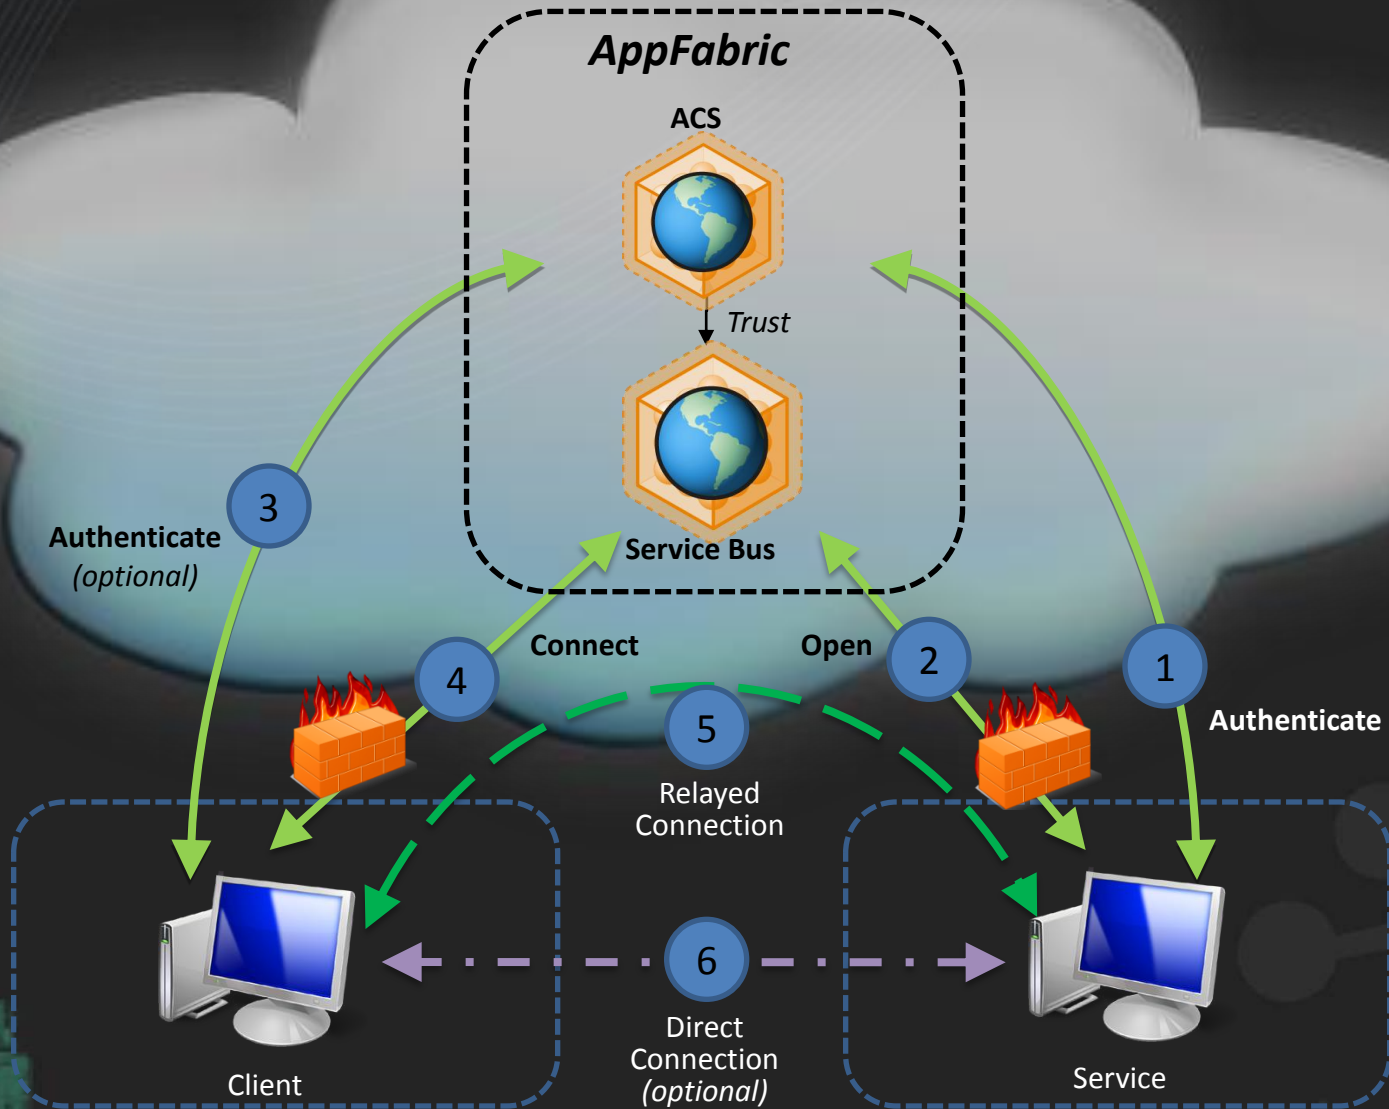 AppFabric
ACS
Trust
Service Bus
3
Authenticate
(optional)
4
Connect
Open
2
1
Authenticate
5
Relayed
Connection
6
Direct
Connection
(optional)
Client
Service